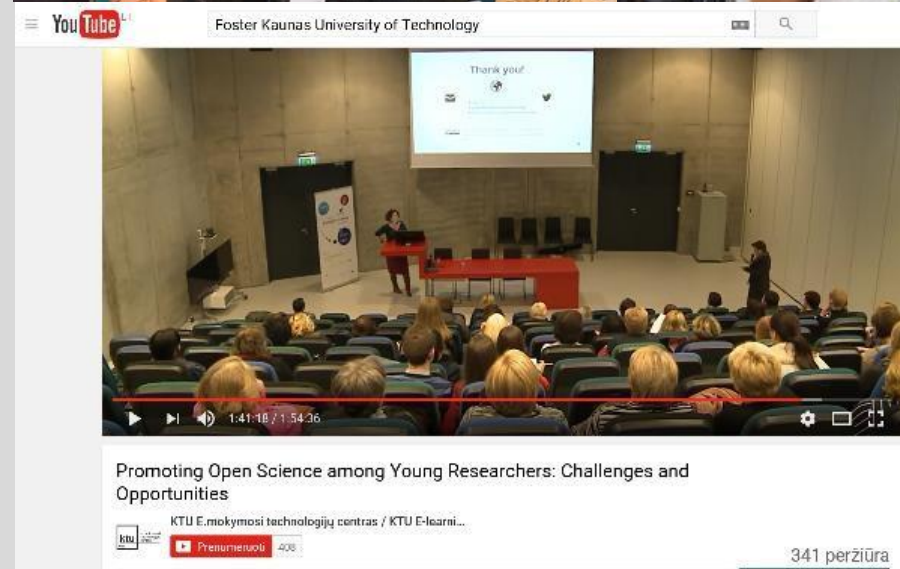 YouTube LT
Foster Kaunas University of Technology
Thank you!
1:41:18 / 1:54:36
Promoting Open Science among Young Researchers: Challenges and
Opportunities
KTU E.mokymosi technologijų centras / KTU E-learni...
ktu
Prenumeruoti 408
341 peržiūra